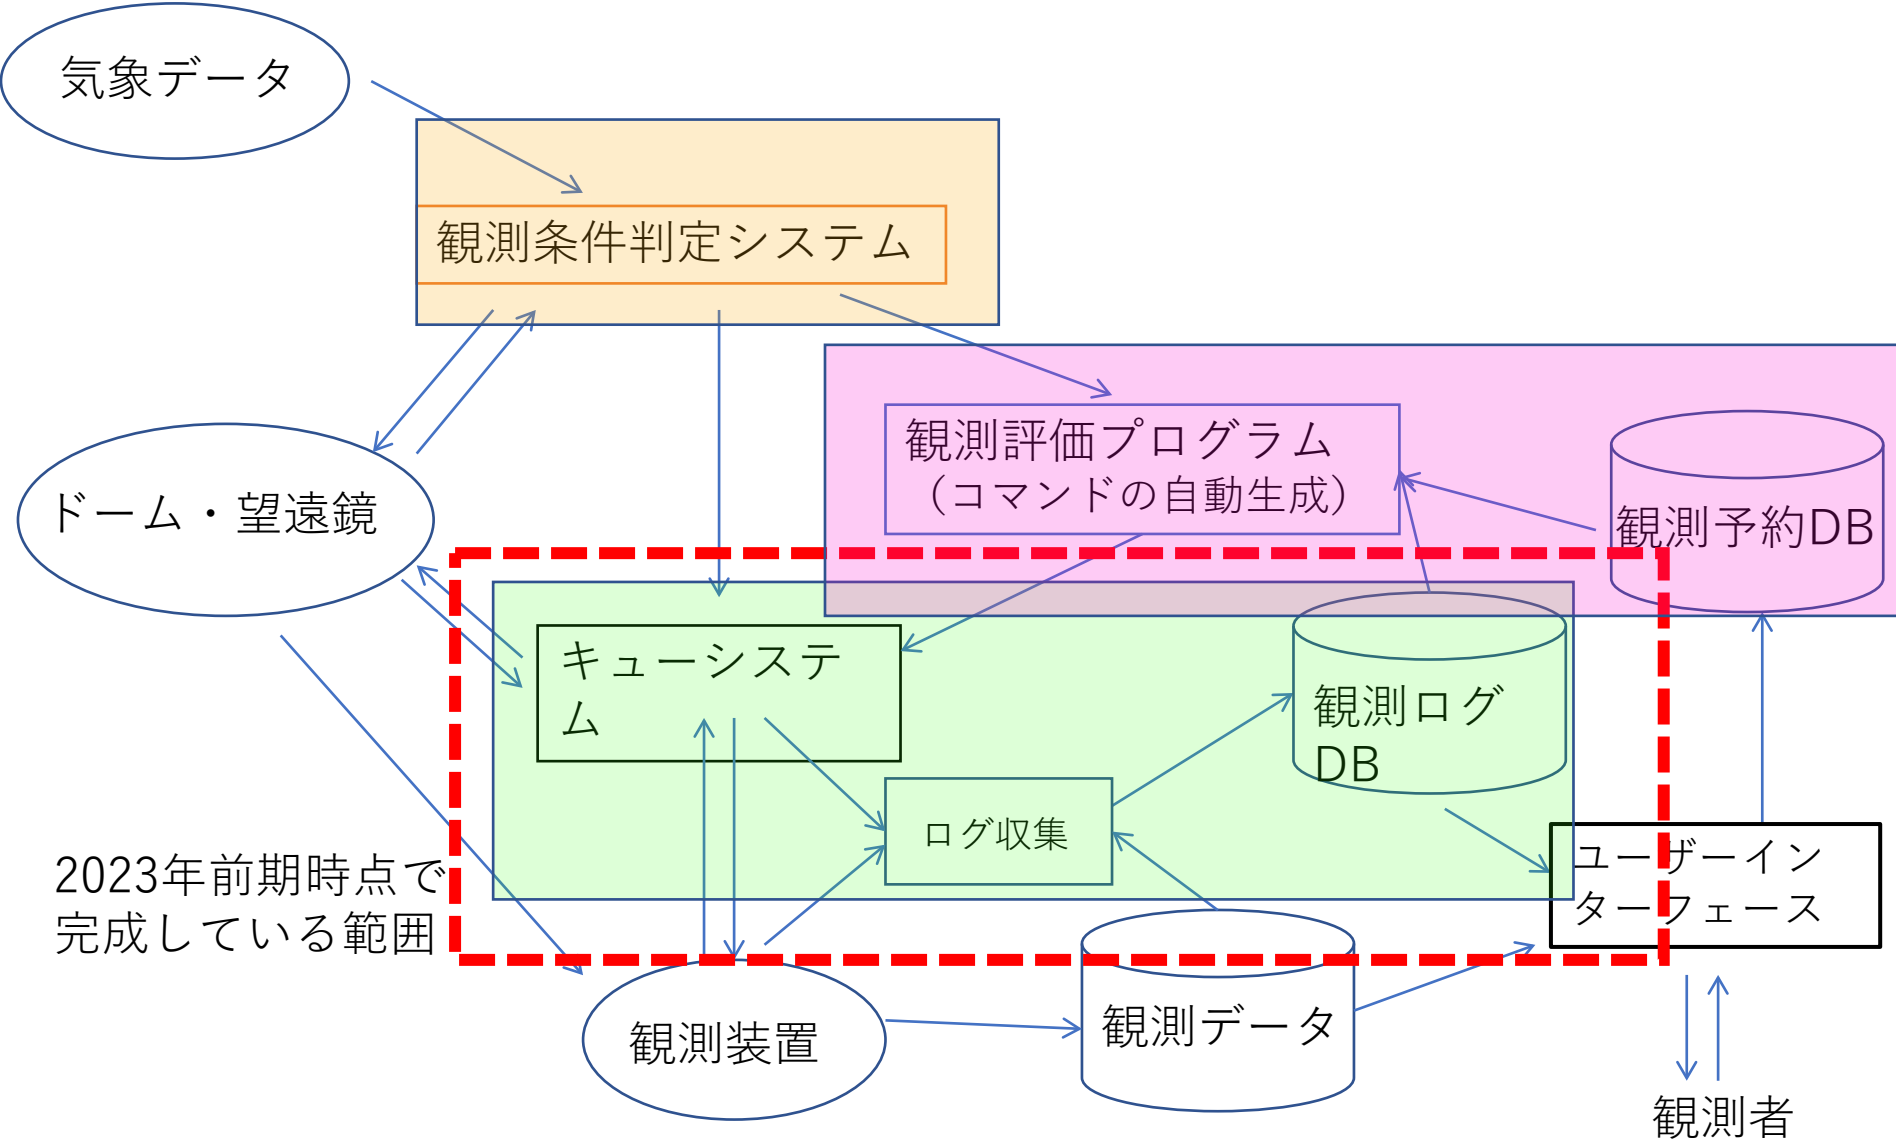 気象データ
観測条件判定システム
観測評価プログラム
（コマンドの自動生成）
ドーム・望遠鏡
観測予約DB
キューシステ
ム
観測ログ
DB
ログ収集
2023年前期時点で
完成している範囲
ユーザーイン
ターフェース
観測装置
観測データ
観測者